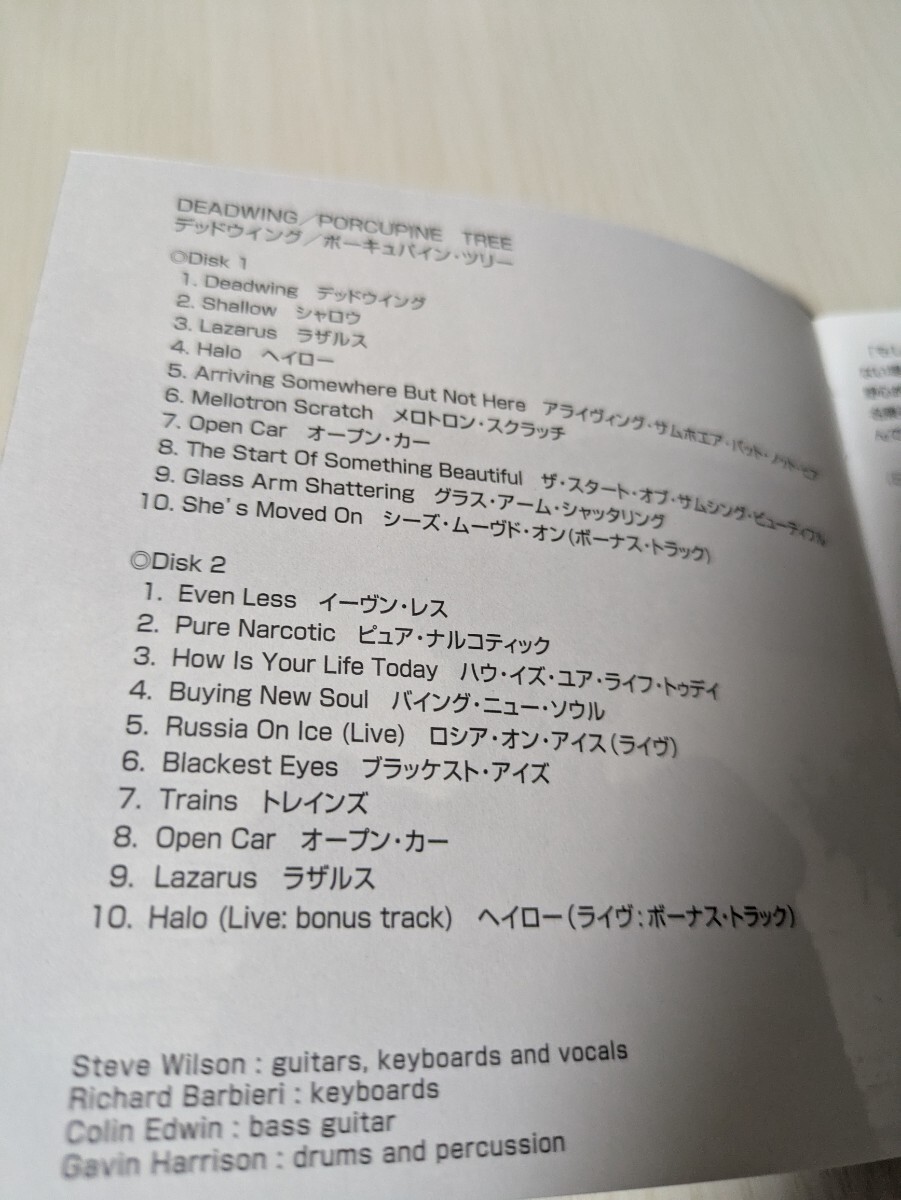 DEADWING／PORCUPINE TREE
デッドウイング／ポーキュパイン・ツリー
◎Disk 1
1. Deadwing デッドウイング
2. Shallow シャロウ
3. Lazarus ラザルス
4. Halo ヘイロー
5. Arriving Somewhere But Not Here アライヴィング・サムホエア・バット・ノット・ヒア
6. Mellotron Scratch メロトロン・スクラッチ
7. Open Car オープン・カー
8. The Start Of Something Beautiful ザ・スタート・オブ・サムシング・ビューティフル
9. Glass Arm Shattering グラス・アーム・シャッタリング
10. She's Moved On シーズ・ムーヴド・オン(ボーナス・トラック)
◎Disk 2
1. Even Less イーヴン・レス
2. Pure Narcotic ピュア・ナルコティック
3. How Is Your Life Today ハウ・イズ・ユア・ライフ・トゥデイ
4. Buying New Soul バイング・ニュー・ソウル
5. Russia On Ice (Live) ロシア・オン・アイス(ライヴ)
6. Blackest Eyes ブラッケスト・アイズ
7. Trains トレインズ
8. Open Car オープン・カー
9. Lazarus ラザルス
10. Halo (Live: bonus track) ヘイロー(ライヴ:ボーナス・トラック)
Steve Wilson : guitars, keyboards and vocals
Richard Barbieri : keyboards
Colin Edwin : bass guitar
Gavin Harrison : drums and percussion